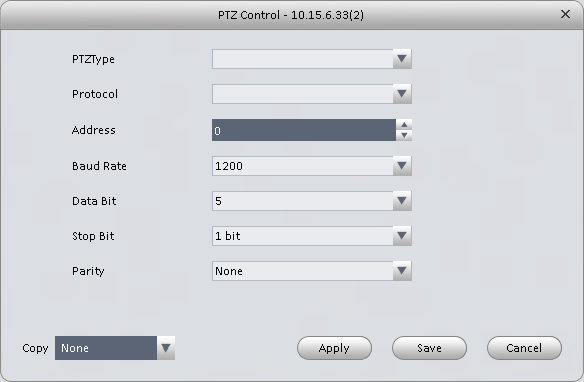 PTZ Control - 10.15.6.33(2)
PTZType
Protocol
Address 0
Baud Rate 1200
Data Bit 5
Stop Bit 1 bit
Parity None
Copy None Apply Save Cancel